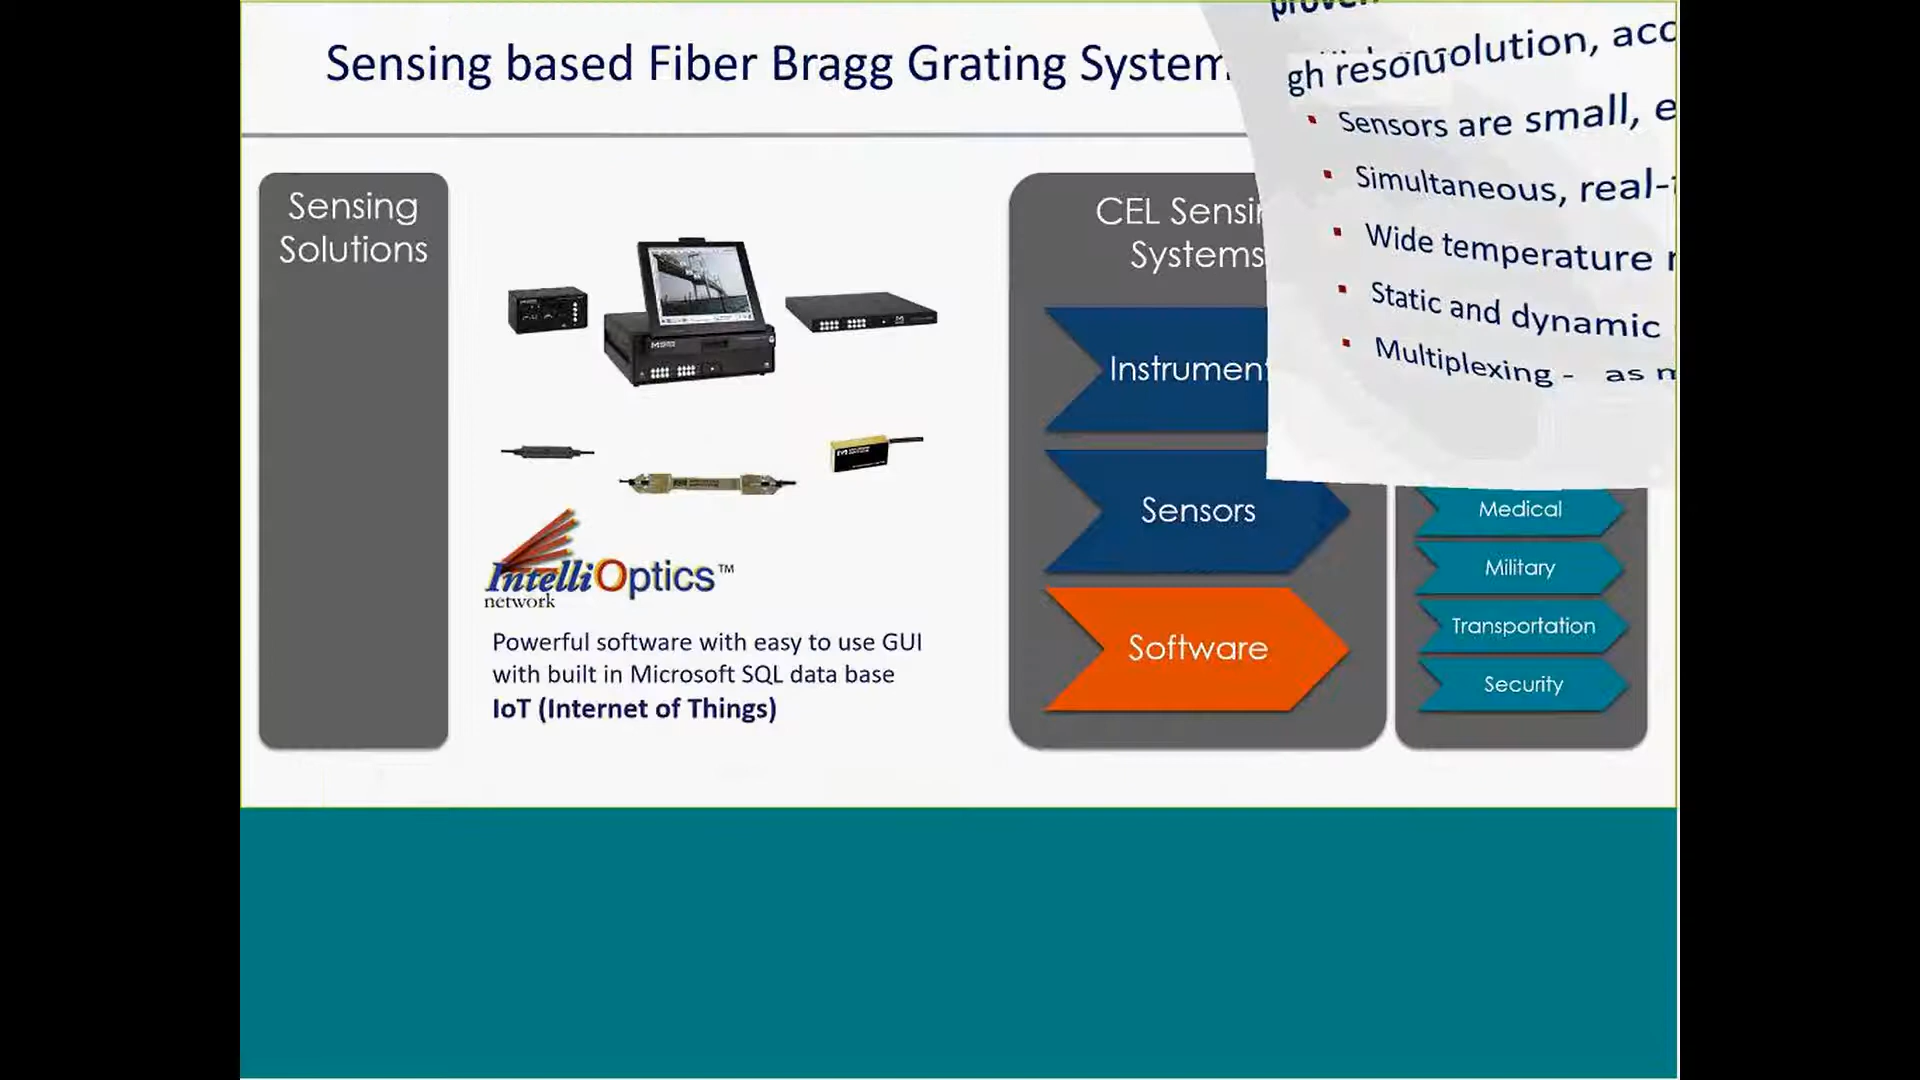 Sensing based Fiber Bragg Grating System
Sensing
Solutions
IntelliOptics™
network
Powerful software with easy to use GUI
with built in Microsoft SQL data base
IoT (Internet of Things)
CEL Sensin
Systems
Instrument
Sensors
Software
Medical
Military
Transportation
Security
proven
gh resolution, acc
Sensors are small, e
Simultaneous, real-t
Wide temperature r
Static and dynamic
Multiplexing - as m